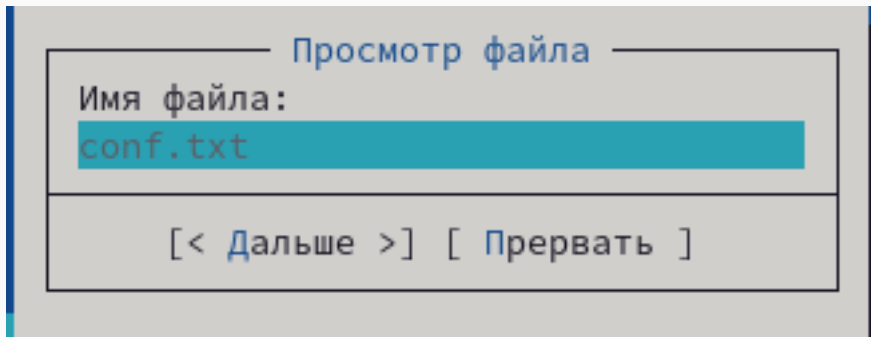 Просмотр файла
Имя файла:
conf.txt
[< Дальше >] [ Прервать ]